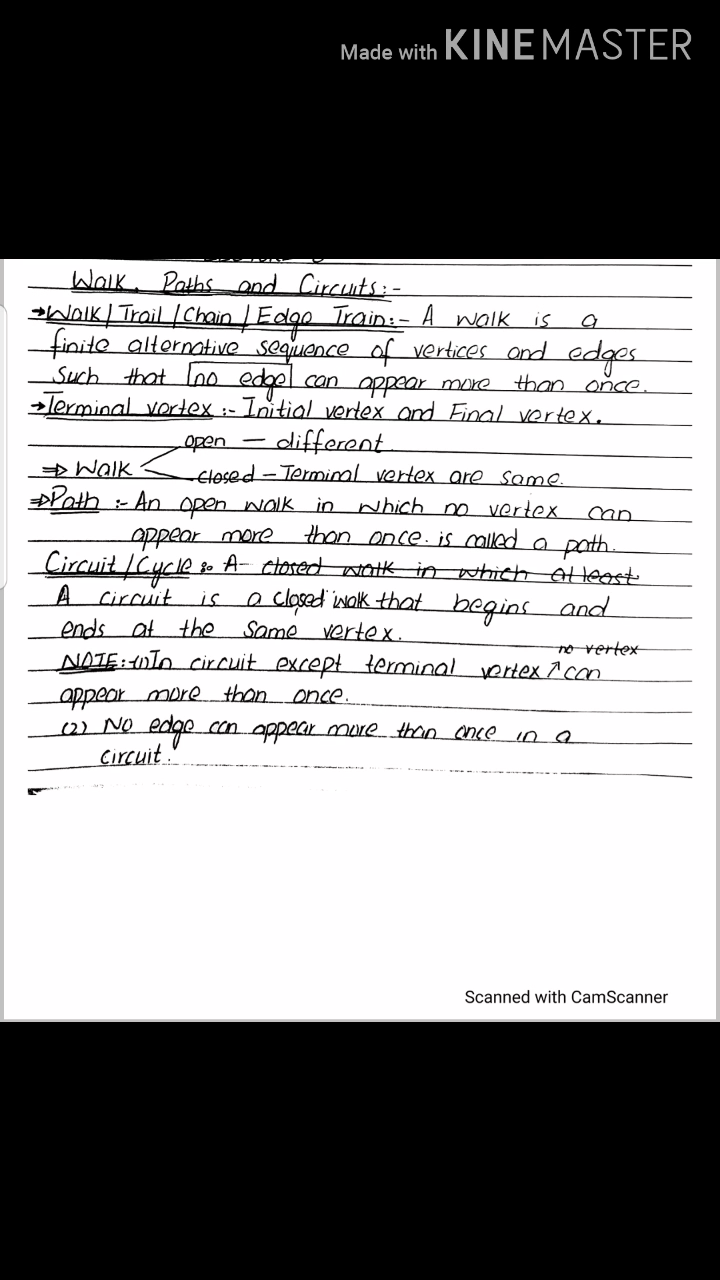 Made with KINEMASTER
Walk, Paths and Circuits:-
→Walk/Trail/Chain/Edge Train:- A walk is a
finite alternative sequence of vertices and edges
Such that no edge can appear more than once.
→Terminal vertex:- Initial vertex and Final vertex.
open – different
⇒ Walk
closed – Terminal vertex are same.
⇒Path :- An open walk in which no vertex can
appear more than once. is called a path.
Circuit/Cycle : A closed walk in which at least
A circuit is a closed walk that begins and
ends at the same vertex.
no vertex
NOTE:-(1)In circuit except terminal vertex ↗ can
appear more than once.
(2) No edge can appear more than once in a
circuit.
Scanned with CamScanner